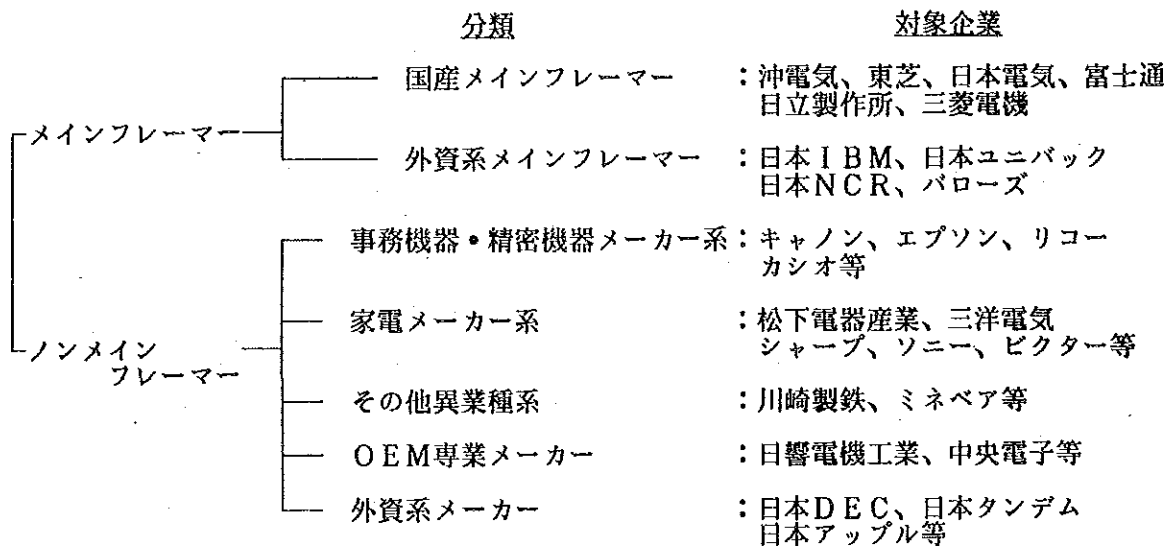 分類 対象企業
国産メインフレーマー :沖電気、東芝、日本電気、富士通
日立製作所、三菱電機
メインフレーマー
外資系メインフレーマー :日本IBM、日本ユニバック
日本NCR、バローズ
事務機器・精密機器メーカー系:キャノン、エプソン、リコー
カシオ等
家電メーカー系 :松下電器産業、三洋電気
シャープ、ソニー、ビクター等
ノンメイン
フレーマー
その他異業種系 :川崎製鉄、ミネベア等
OEM専業メーカー :日響電機工業、中央電子等
外資系メーカー :日本DEC、日本タンデム
日本アップル等